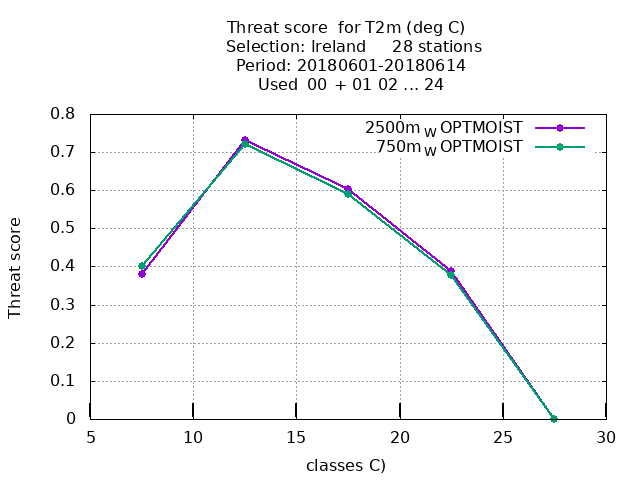 Threat score for T2m (deg C)
Selection: Ireland 28 stations
Period: 20180601-20180614
Used 00 + 01 02 ... 24
2500m W OPTMOIST
750m W OPTMOIST
0.8
0.7
0.6
0.5
0.4
0.3
0.2
0.1
0
Threat score
5 10 15 20 25 30
classes C)